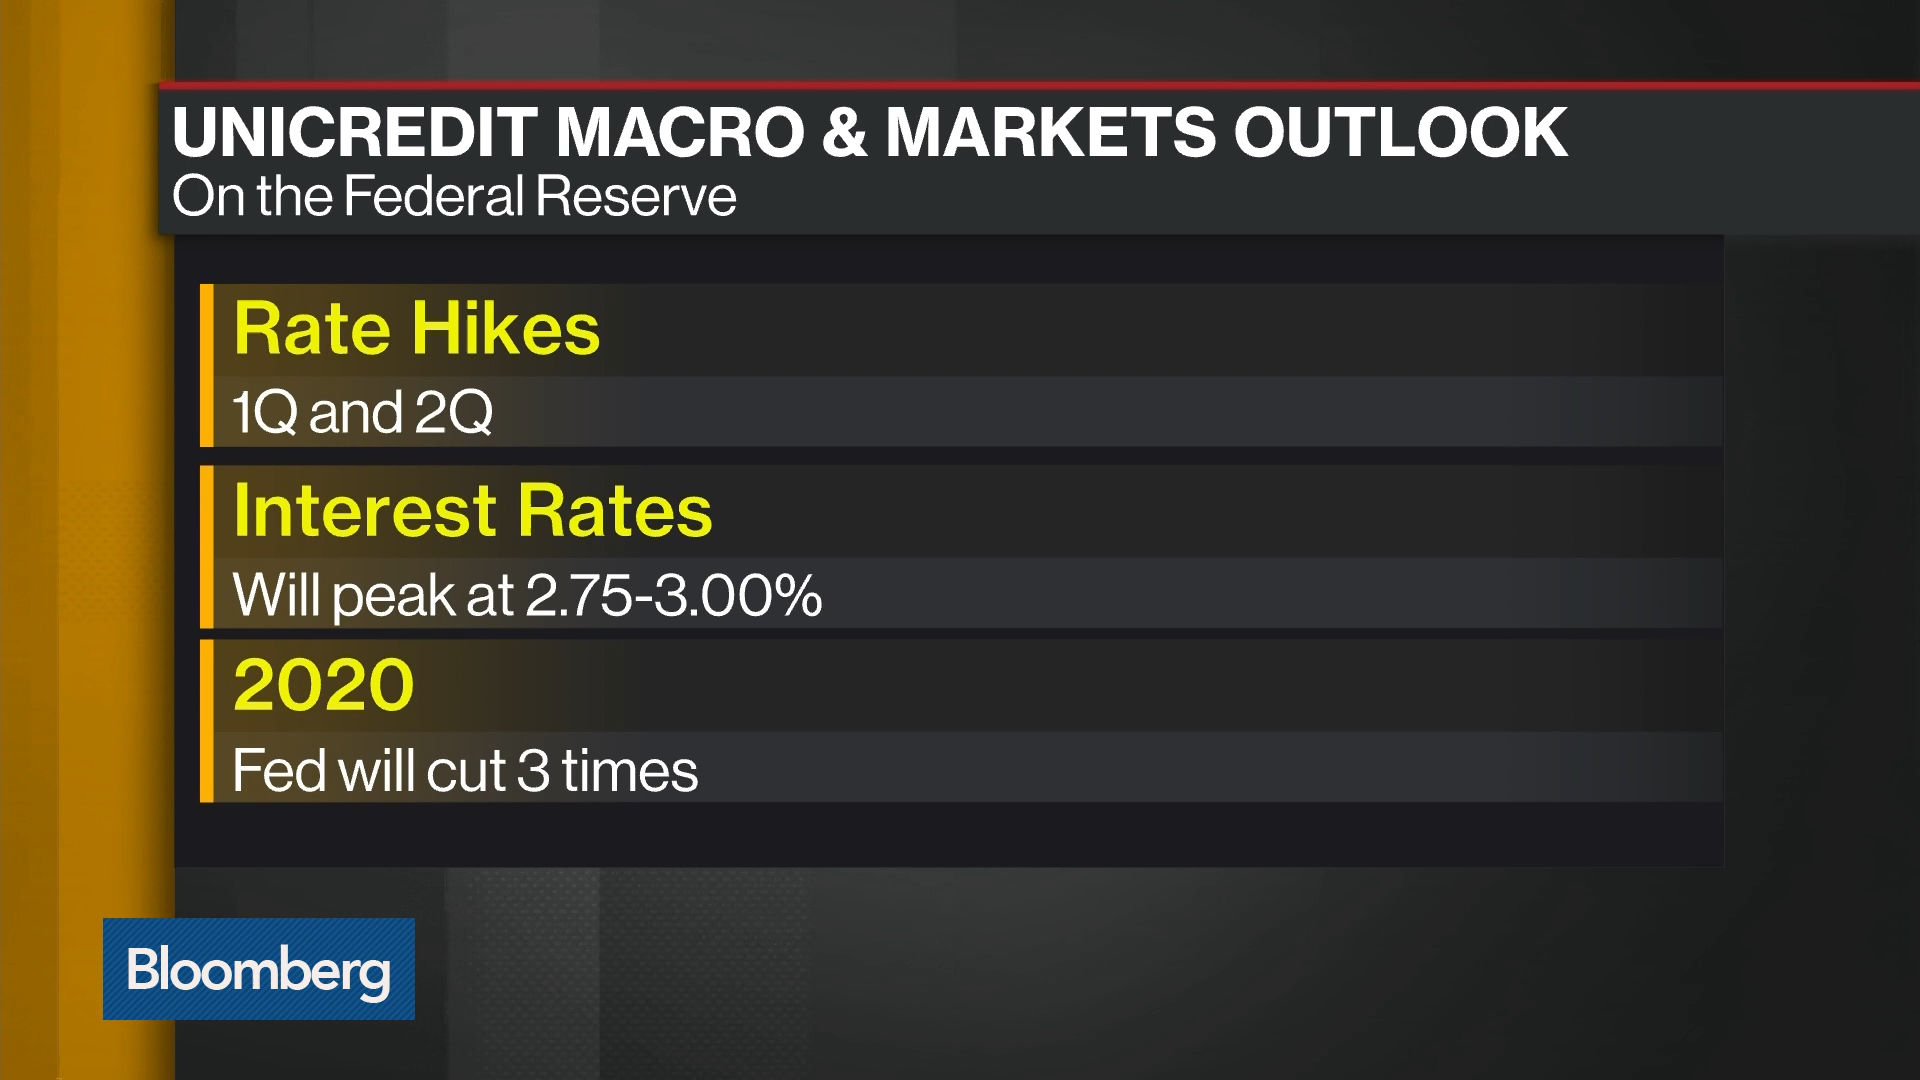 UNICREDIT MACRO & MARKETS OUTLOOK
On the Federal Reserve
Rate Hikes
1Q and 2Q
Interest Rates
Will peak at 2.75-3.00%
2020
Fed will cut 3 times
Bloomberg